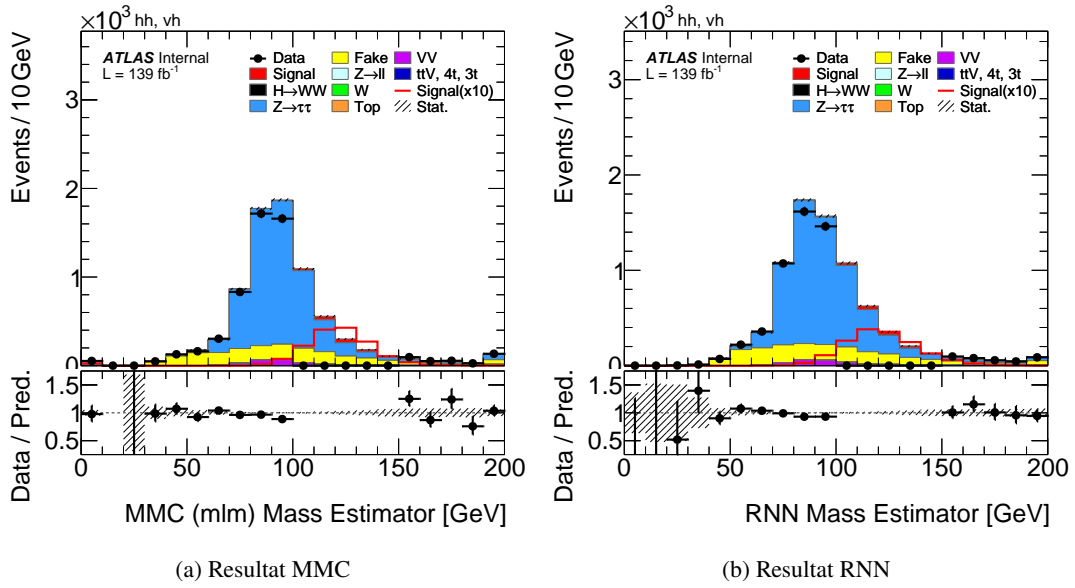 ×10³ hh, vh
ATLAS Internal
L = 139 fb⁻¹
Data
Signal
H→WW
Z→ττ
Fake
Z→ll
W
Top
VV
ttV, 4t, 3t
Signal(x10)
Stat.
Events / 10 GeV
3
2
1
0
Data / Pred.
1.5
1
0.5
0 50 100 150 200
MMC (mlm) Mass Estimator [GeV]
(a) Resultat MMC
×10³ hh, vh
ATLAS Internal
L = 139 fb⁻¹
Data
Signal
H→WW
Z→ττ
Fake
Z→ll
W
Top
VV
ttV, 4t, 3t
Signal(x10)
Stat.
Events / 10 GeV
3
2
1
0
Data / Pred.
1.5
1
0.5
0 50 100 150 200
RNN Mass Estimator [GeV]
(b) Resultat RNN